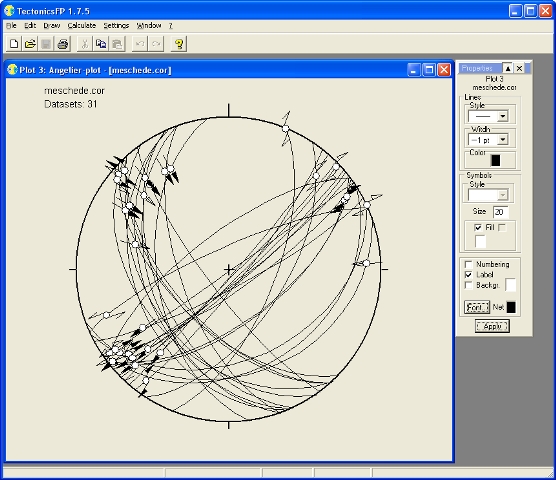 TectonicsFP 1.7.5
File Edit Draw Calculate Settings Window ?
Plot 3: Angelier-plot - [meschede.cor]
meschede.cor
Datasets: 31
Properties
Plot 3
meschede.cor
Lines
Style
Witdh
1 pt
Color
Symbols
Style
Size 20
Fill
Numbering
Label
Backgr.
Font Net
Apply